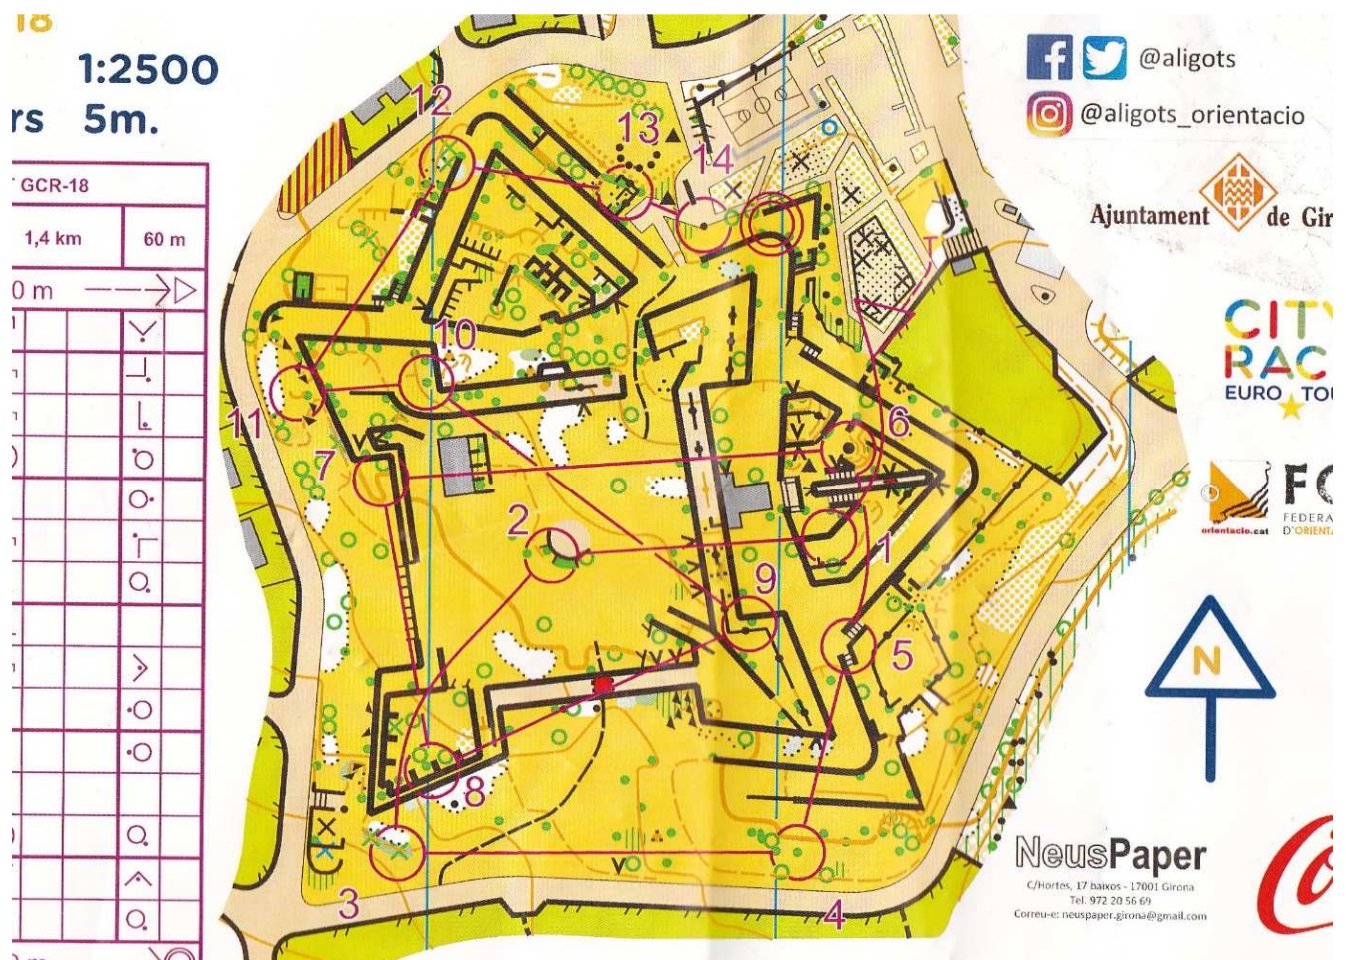 18
1:2500
rs 5m.
GCR-18
1,4 km
60 m
0 m
12
13
14
10
11
7
6
2
1
9
5
8
3
4
@aligots
@aligots_orientacio
Ajuntament de Gir
CITY
RAC
EURO TOU
orientacio.cat
FEDERA
D'ORIENTA
N
NeusPaper
C/Hortes, 17 baixos - 17001 Girona
Tel. 972 20 56 69
Correu-e: neuspaper.girona@gmail.com